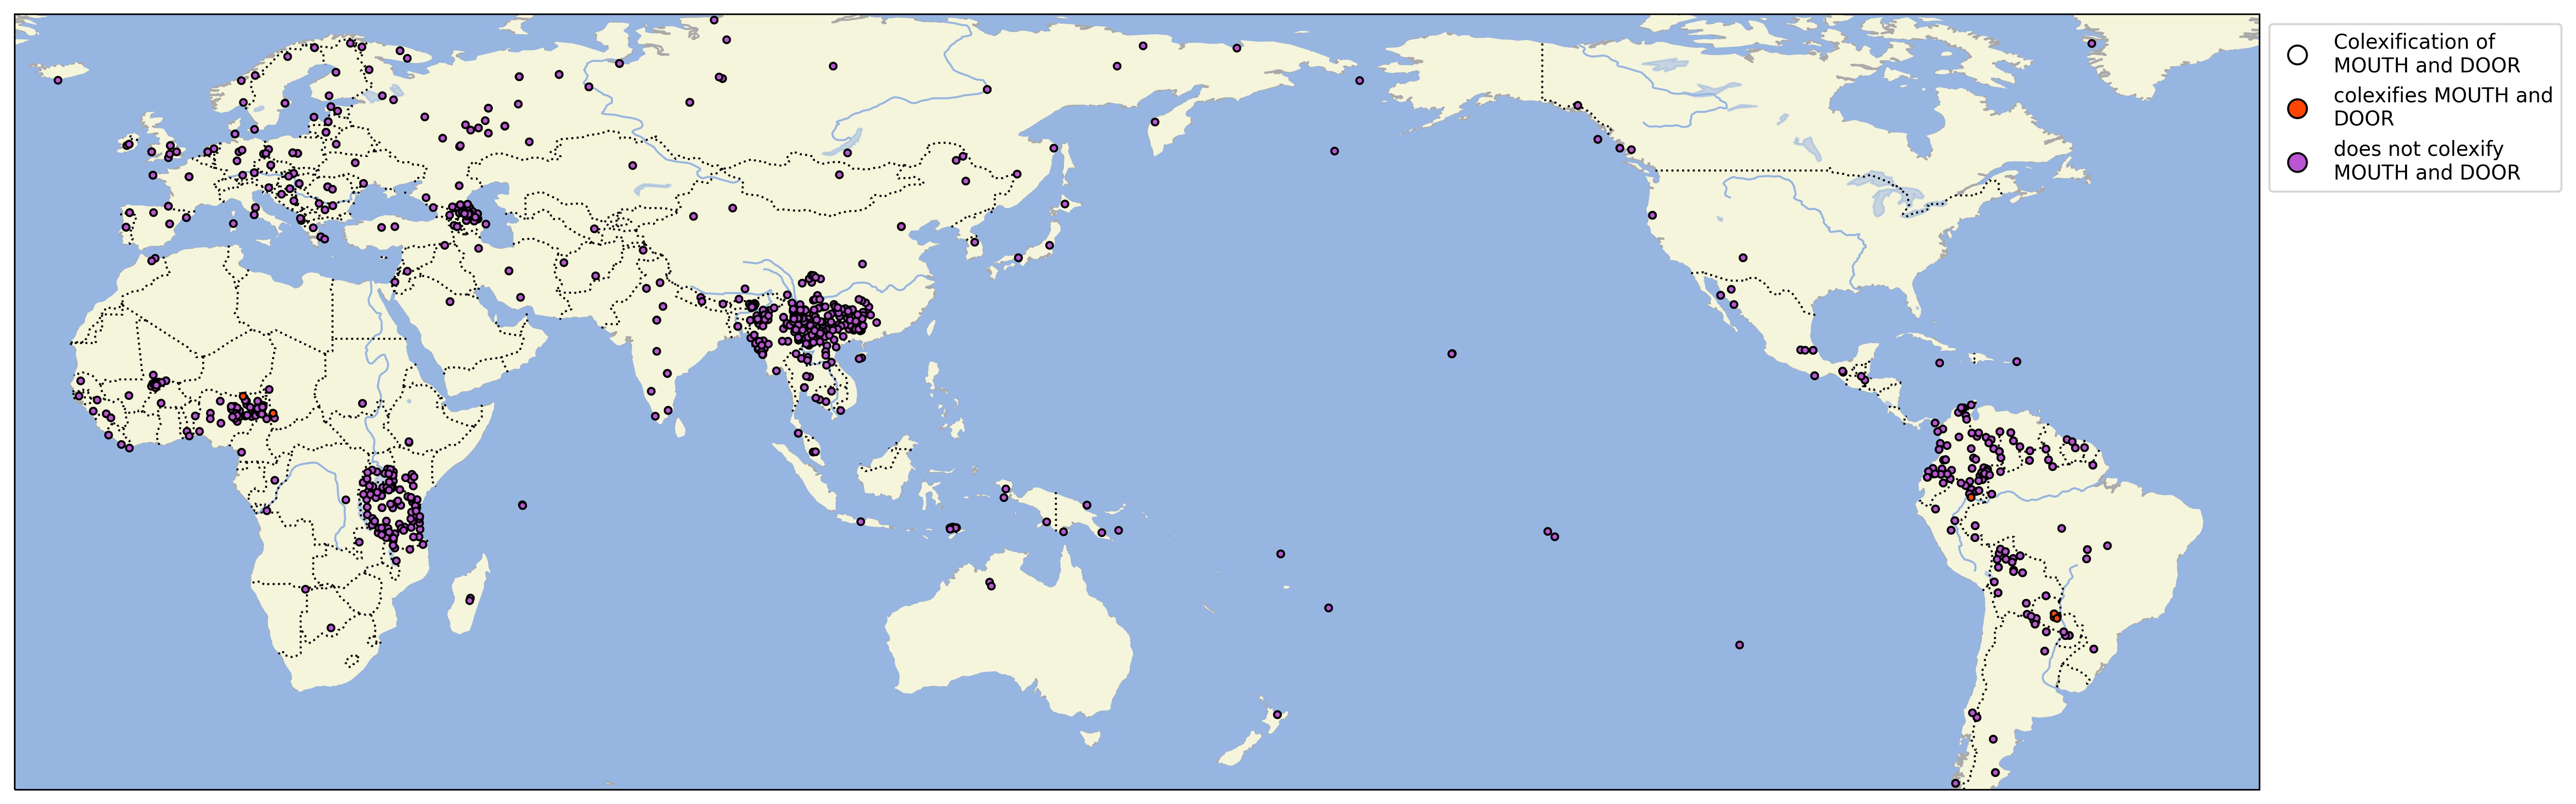 Colexification of
MOUTH and DOOR
colexifies MOUTH and
DOOR
does not colexify
MOUTH and DOOR